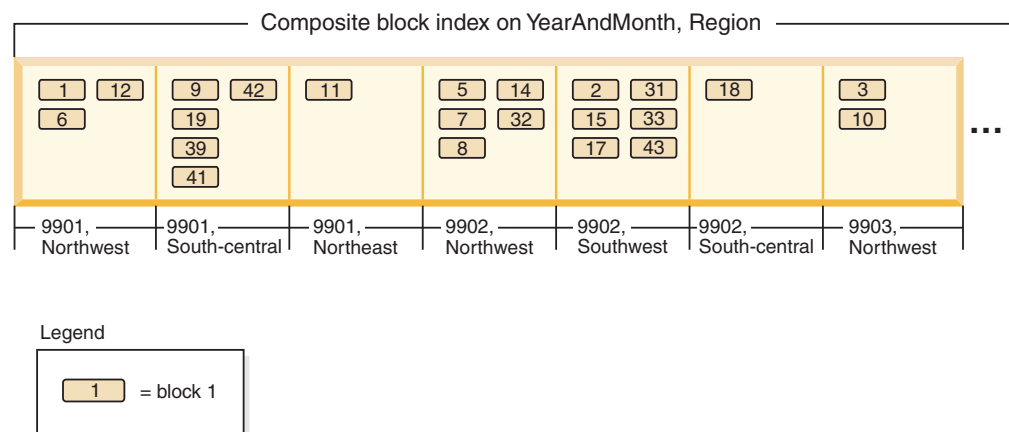 Composite block index on YearAndMonth, Region
1 12 9 42 11 5 14 2 31 18 3
6 19 7 32 15 33 10
39 8 17 43
41
...
9901, 9901, 9901, 9902, 9902, 9902, 9903,
Northwest South-central Northeast Northwest Southwest South-central Northwest
Legend
1 = block 1